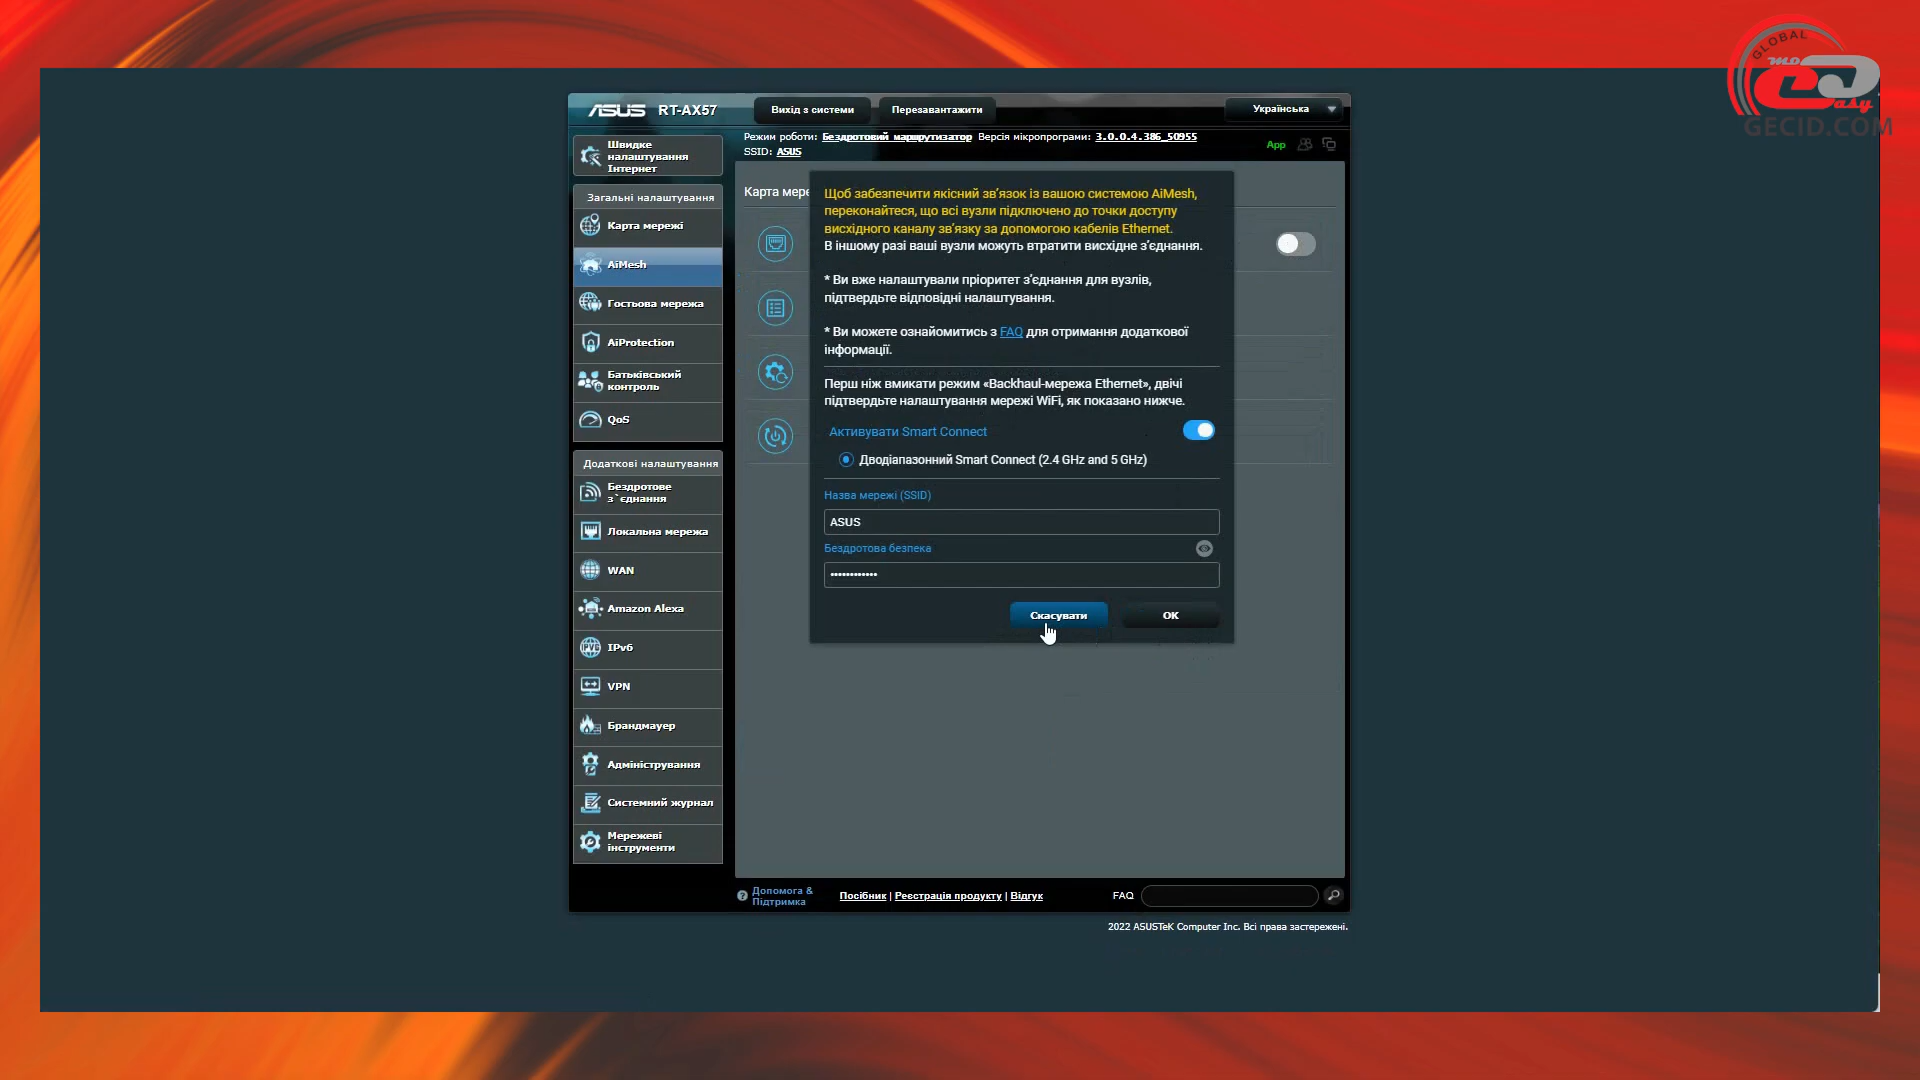 GLOBAL
mo
Easy
GECID.COM
ASUS RT-AX57
Вихід з системи
Перезавантажити
Українська
Режим роботи: Бездротовий маршрутизатор Версія мікропрограми: 3.0.0.4.386_50955
SSID: ASUS
App
Швидке
налаштування
Інтернет
Загальні налаштування
Карта мережі
AiMesh
Гостьова мережа
AiProtection
Батьківський
контроль
QoS
Додаткові налаштування
Бездротове
з`єднання
Локальна мережа
WAN
Amazon Alexa
IPv6
VPN
Брандмауер
Адміністрування
Системний журнал
Мережеві
інструменти
Карта мере
Щоб забезпечити якісний зв’язок із вашою системою AiMesh,
переконайтеся, що всі вузли підключено до точки доступу
висхідного каналу зв’язку за допомогою кабелів Ethernet.
В іншому разі ваші вузли можуть втратити висхідне з’єднання.
* Ви вже налаштували пріоритет з’єднання для вузлів,
підтвердьте відповідні налаштування.
* Ви можете ознайомитись з FAQ для отримання додаткової
інформації.
Перш ніж вмикати режим «Backhaul-мережа Ethernet», двічі
підтвердьте налаштування мережі WiFi, як показано нижче.
Активувати Smart Connect
Дводіапазонний Smart Connect (2.4 GHz and 5 GHz)
Назва мережі (SSID)
ASUS
Бездротова безпека
••••••••••••
Скасувати
OK
Допомога &
Підтримка
Посібник | Реєстрація продукту | Відгук
FAQ
2022 ASUSTeK Computer Inc. Всі права застережені.